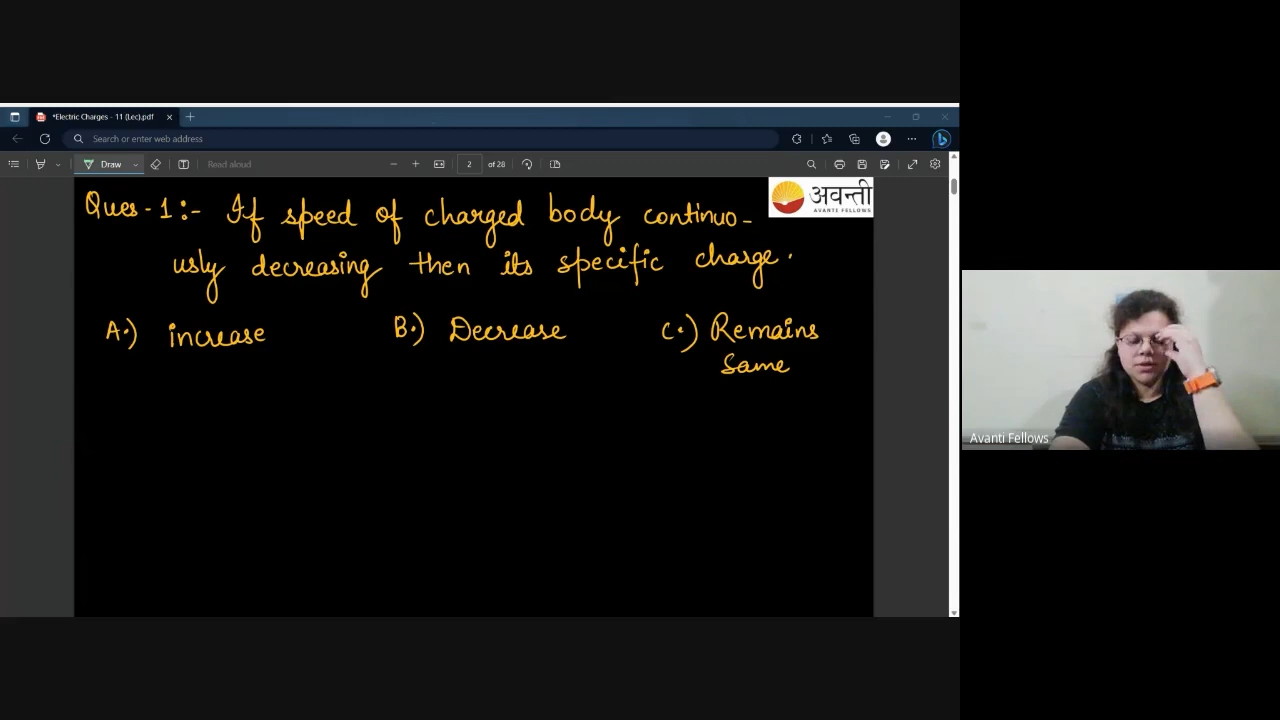 *Electric Charges - 11 (Lec).pdf
Search or enter web address
Draw
Read aloud
2 of 28
अवन्ती
AVANTI FELLOWS
Ques-1:- If speed of charged body continuo-
usly decreasing then its specific charge.
A.) increase B.) Decrease C.) Remains
Same
Avanti Fellows